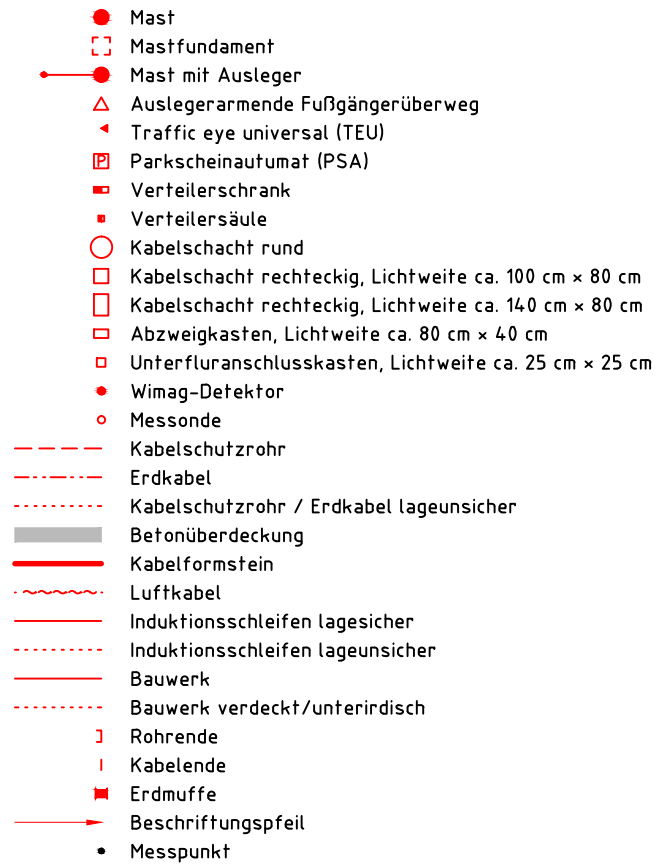 Mast
Mastfundament
Mast mit Ausleger
Auslegerarmende Fußgängerüberweg
Traffic eye universal (TEU)
P Parkscheinautumat (PSA)
Verteilerschrank
Verteilersäule
Kabelschacht rund
Kabelschacht rechteckig, Lichtweite ca. 100 cm × 80 cm
Kabelschacht rechteckig, Lichtweite ca. 140 cm × 80 cm
Abzweigkasten, Lichtweite ca. 80 cm × 40 cm
Unterfluranschlusskasten, Lichtweite ca. 25 cm × 25 cm
Wimag-Detektor
Messonde
Kabelschutzrohr
Erdkabel
Kabelschutzrohr / Erdkabel lageunsicher
Betonüberdeckung
Kabelformstein
Luftkabel
Induktionsschleifen lagesicher
Induktionsschleifen lageunsicher
Bauwerk
Bauwerk verdeckt/unterirdisch
Rohrende
Kabelende
Erdmuffe
Beschriftungspfeil
Messpunkt